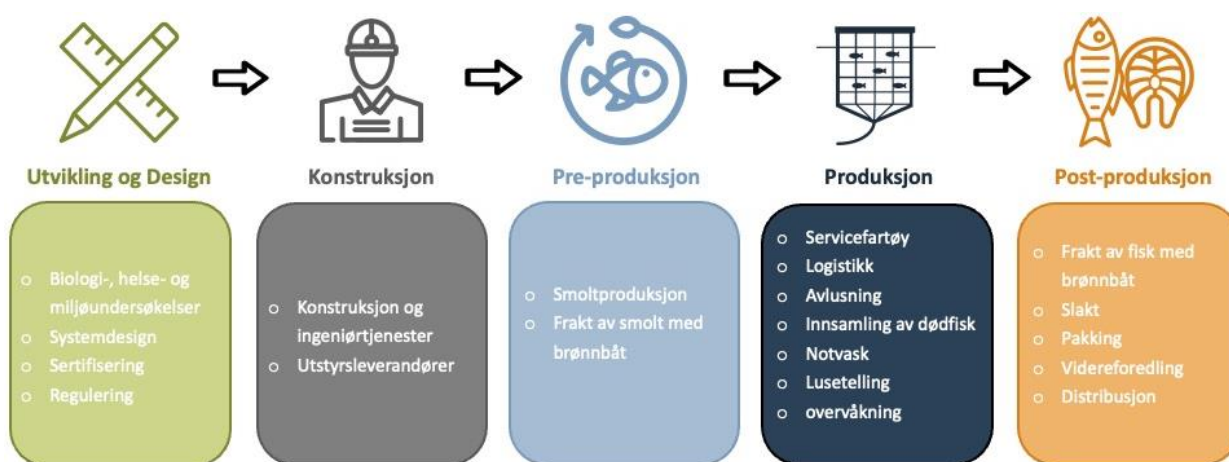 Utvikling og Design
Biologi-, helse- og
miljøundersøkelser
Systemdesign
Sertifisering
Regulering
Konstruksjon
Konstruksjon og
ingeniørtjenester
Utstyrsleverandører
Pre-produksjon
Smoltproduksjon
Frakt av smolt med
brønnbåt
Produksjon
Servicefartøy
Logistikk
Avlusning
Innsamling av dødfisk
Notvask
Lusetelling
overvåkning
Post-produksjon
Frakt av fisk med
brønnbåt
Slakt
Pakking
Videreforedling
Distribusjon